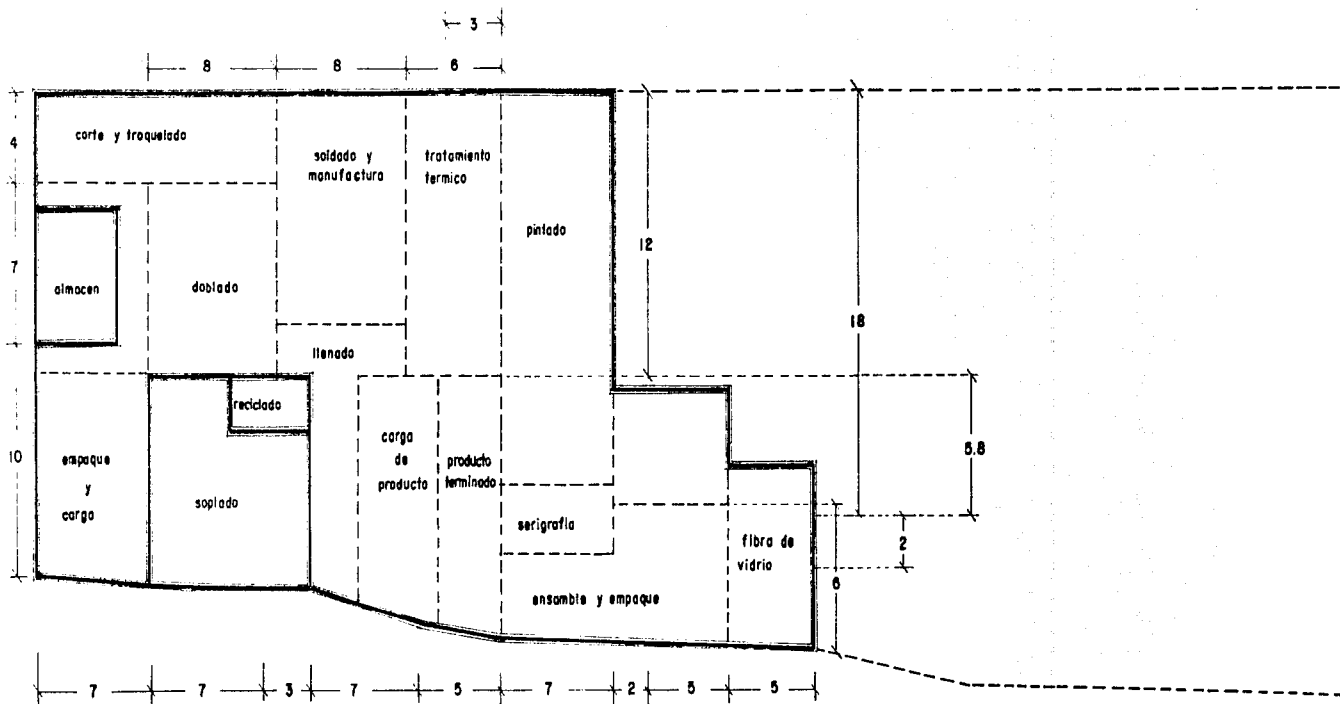 3
8 8 6
4
corte y troquelado
soldado y
manufactura
tratamiento
termico
pintado
12
7
almacen
doblado
18
llenado
reciclado
5.8
10
empaque
y
carga
soplado
carga
de
producto
producto
terminado
serigrafia
fibra de
vidrio
2
6
ensamble y empaque
7 7 3 7 5 7 2 5 5